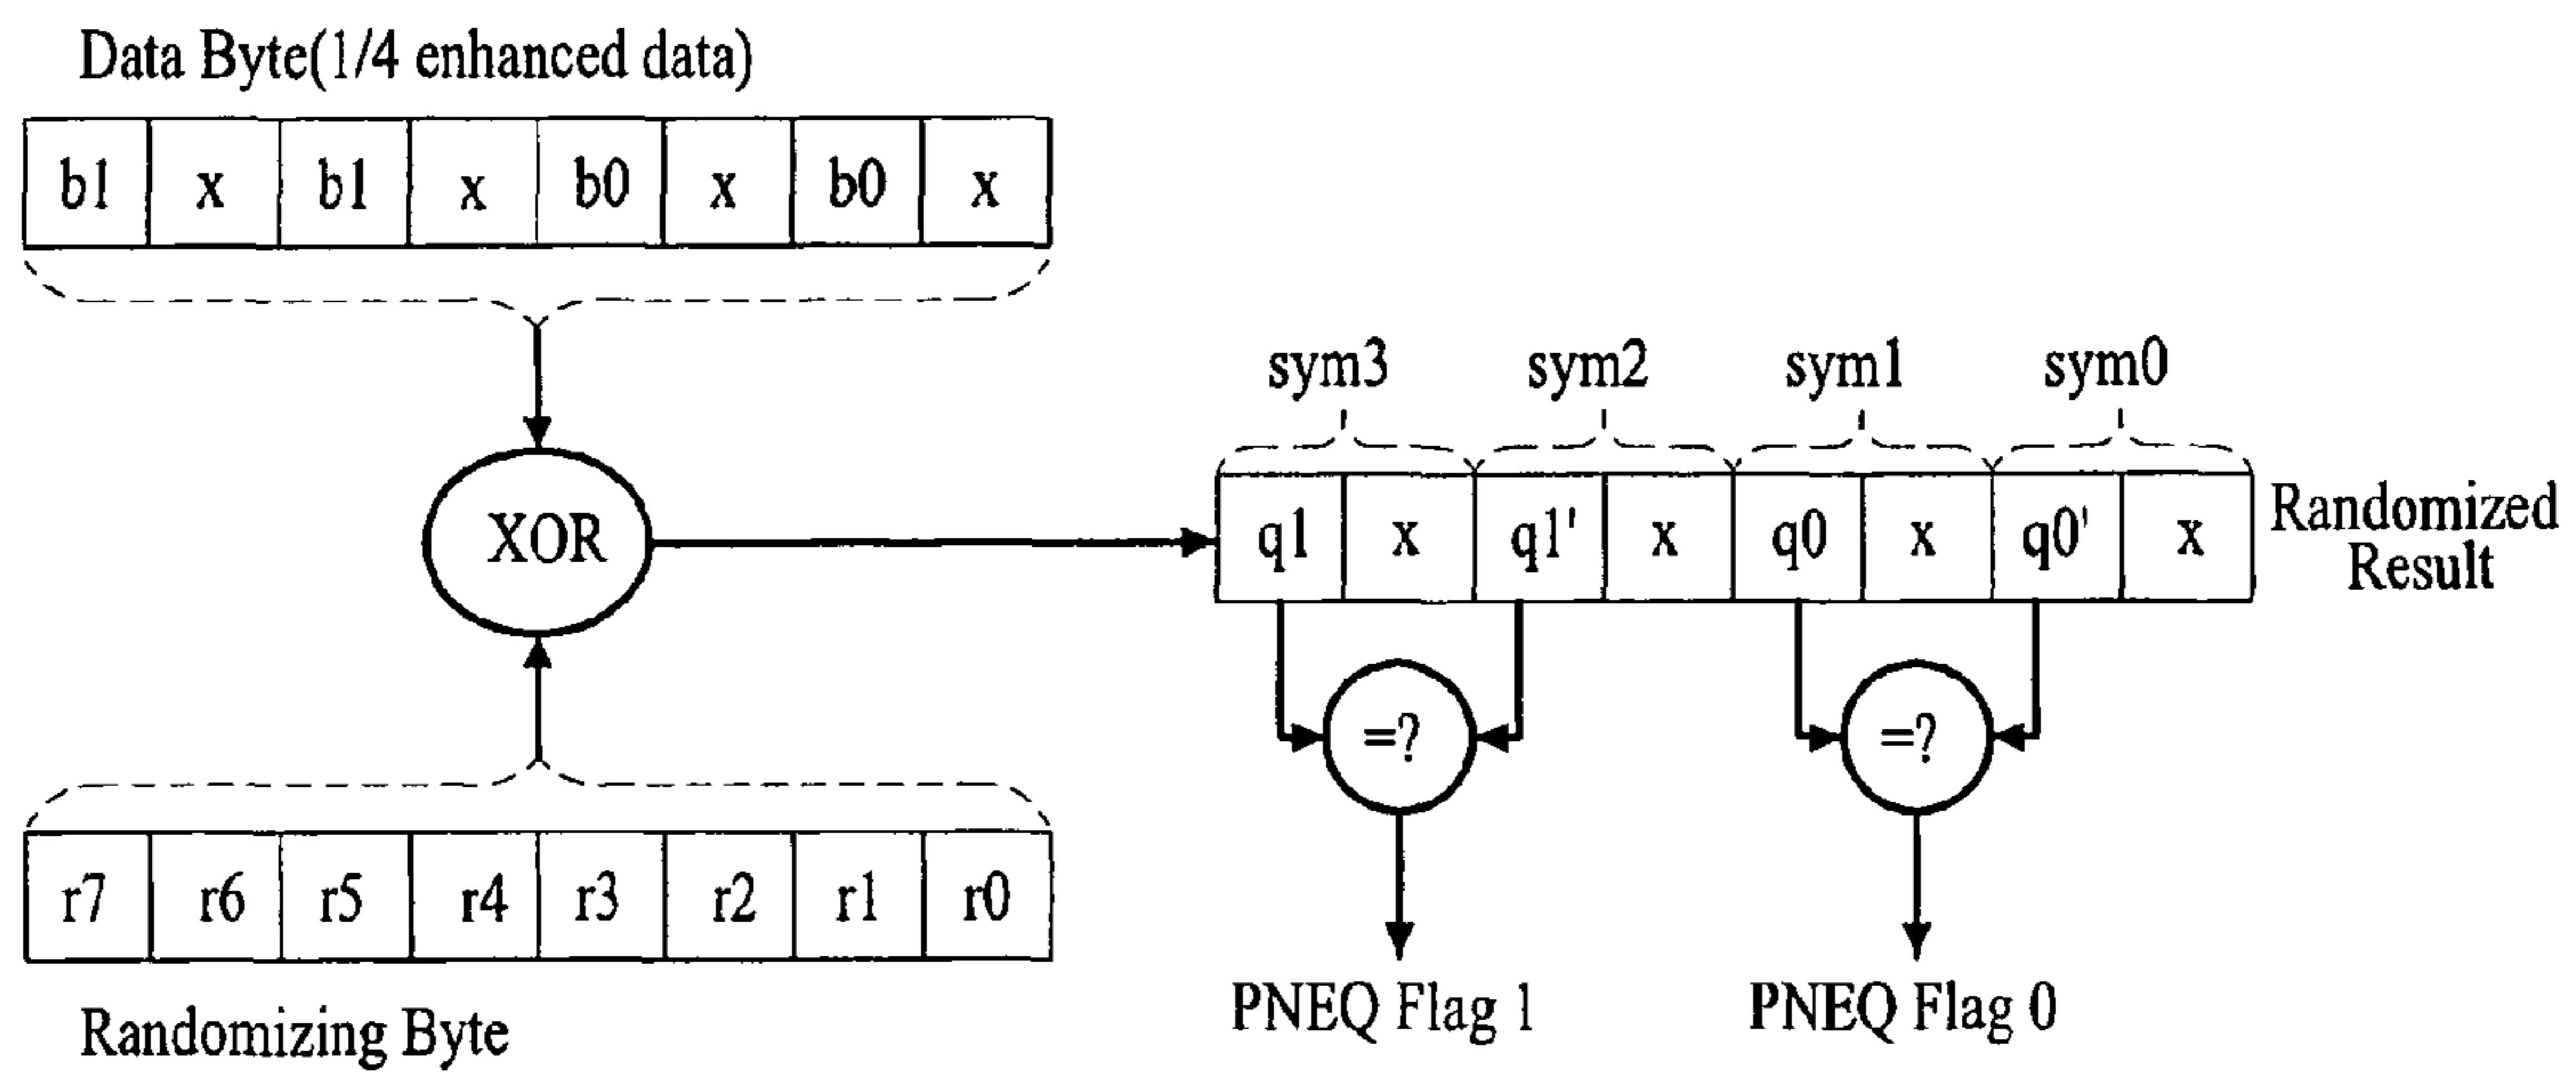 Data Byte(1/4 enhanced data)
b1 x b1 x b0 x b0 x
XOR
r7 r6 r5 r4 r3 r2 r1 r0
Randomizing Byte
sym3 sym2 sym1 sym0
q1 x q1' x q0 x q0' x
Randomized
Result
=? =?
PNEQ Flag 1 PNEQ Flag 0